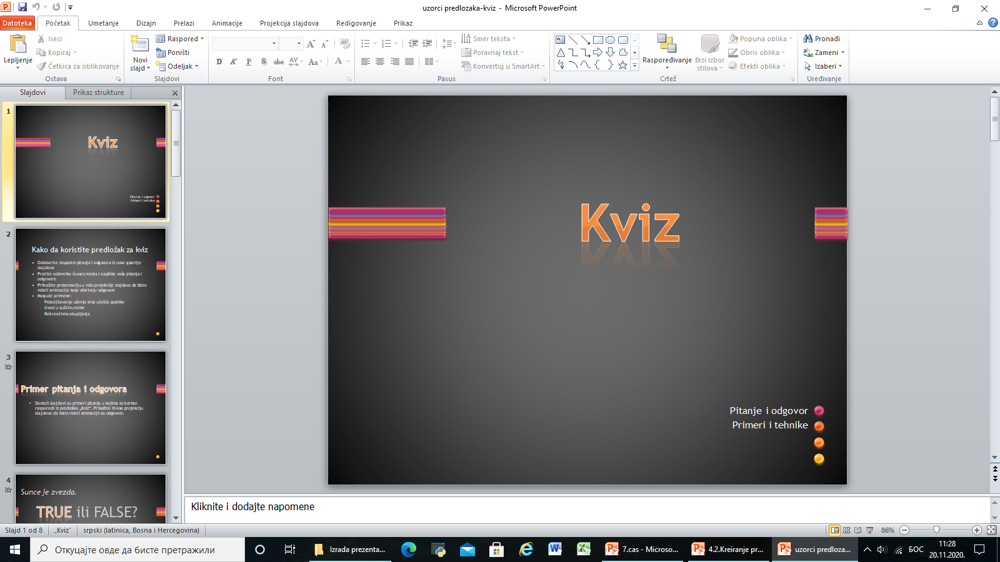 uzorci predlozaka-kviz - Microsoft PowerPoint
Datoteka Početak Umetanje Dizajn Prelazi Animacije Projekcija slajdova Redigovanje Prikaz
Lepljenje
Iseci
Kopiraj
Četkica za oblikovanje
Ostava
Novi
slajd
Raspored
Poništi
Odeljak
Slajdovi
D K P S abc AV Aa A
Font
Smer teksta
Poravnaj tekst
Konvertuj u SmartArt
Pasus
Raspoređivanje
Brzi izbor
stilova
Popuna oblika
Obris oblika
Efekti oblika
Crtež
Pronađi
Zameni
Izaberi
Uređivanje
Slajdovi Prikaz strukture
1
Kviz
Pitanje i odgovor
Primeri i tehnike
2
Kako da koristite predložak za kviz
• Odaberite raspored pitanja i odgovora iz nove galerije
slajdova
• Pratite odzivnike čuvara mesta i napišite vaša pitanja i
odgovore
• Prikažite prezentaciju u vidu projekcije slajdova da biste
videli animacije koje otkrivaju odgovore
• Moguće primene:
Poboljšavanje učenja kroz učešće publike
Uvod u suštinu teme
Rekreativna okupljanja
3
Primer pitanja i odgovora
• Sledeći slajdovi su primeri pitanja u kojima se koriste
rasporedi iz predloška „Kviz“. Prikažite ih kao projekciju
slajdova da biste videli animacije za odgovore.
4
Sunce je zvezda.
TRUE ili FALSE?
Kviz
Pitanje i odgovor
Primeri i tehnike
Kliknite i dodajte napomene
Slajd 1 od 8 „Kviz“ srpski (latinica, Bosna i Hercegovina) 86%
Откуцајте овде да бисте претражили
Izrada prezenta...
7.cas - Microso...
4.2.Kreiranje pr...
uzorci predloza...
БОС
11:28
20.11.2020.